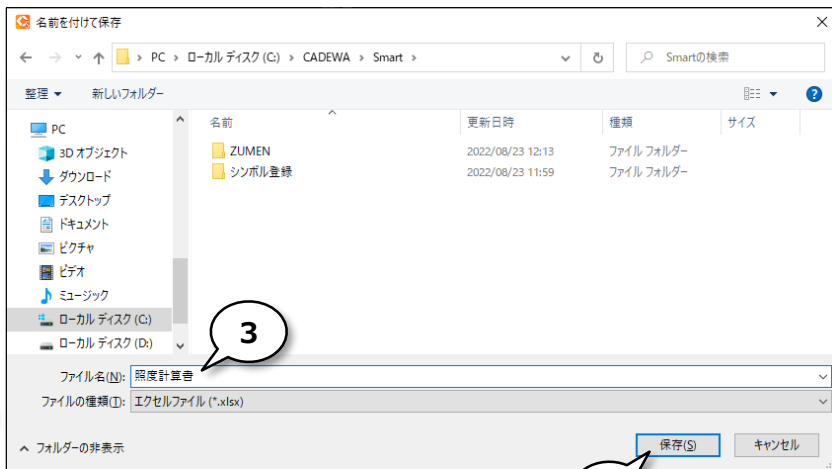 名前を付けて保存
PC › ローカル ディスク (C:) › CADEWA › Smart ›
Smartの検索
整理 新しいフォルダー
名前 更新日時 種類 サイズ
PC
3D オブジェクト
ダウンロード
デスクトップ
ドキュメント
ピクチャ
ビデオ
ミュージック
ローカル ディスク (C:)
ローカル ディスク (D:)
ZUMEN 2022/08/23 12:13 ファイル フォルダー
シンボル登録 2022/08/23 11:59 ファイル フォルダー
3
ファイル名(N): 照度計算書
ファイルの種類(T): エクセルファイル (*.xlsx)
フォルダーの非表示
保存(S) キャンセル